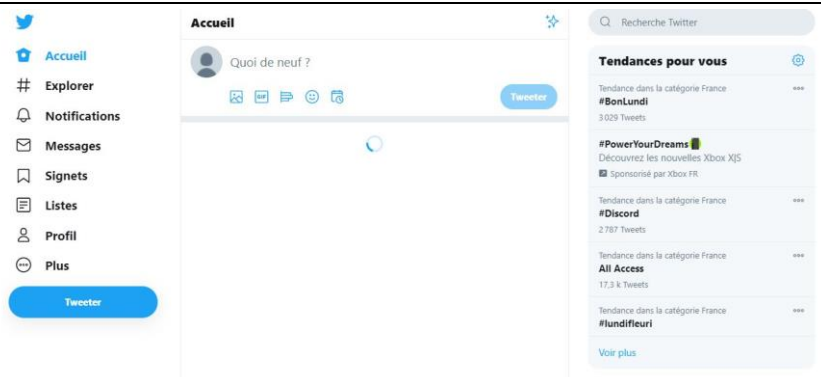 Accueil
Explorer
Notifications
Messages
Signets
Listes
Profil
Plus
Tweeter
Accueil
Quoi de neuf ?
GIF
Tweeter
Recherche Twitter
Tendances pour vous
Tendance dans la catégorie France
#BonLundi
3 029 Tweets
#PowerYourDreams
Découvrez les nouvelles Xbox X|S
Sponsorisé par Xbox FR
Tendance dans la catégorie France
#Discord
2 787 Tweets
Tendance dans la catégorie France
All Access
17,3 k Tweets
Tendance dans la catégorie France
#lundifleuri
Voir plus